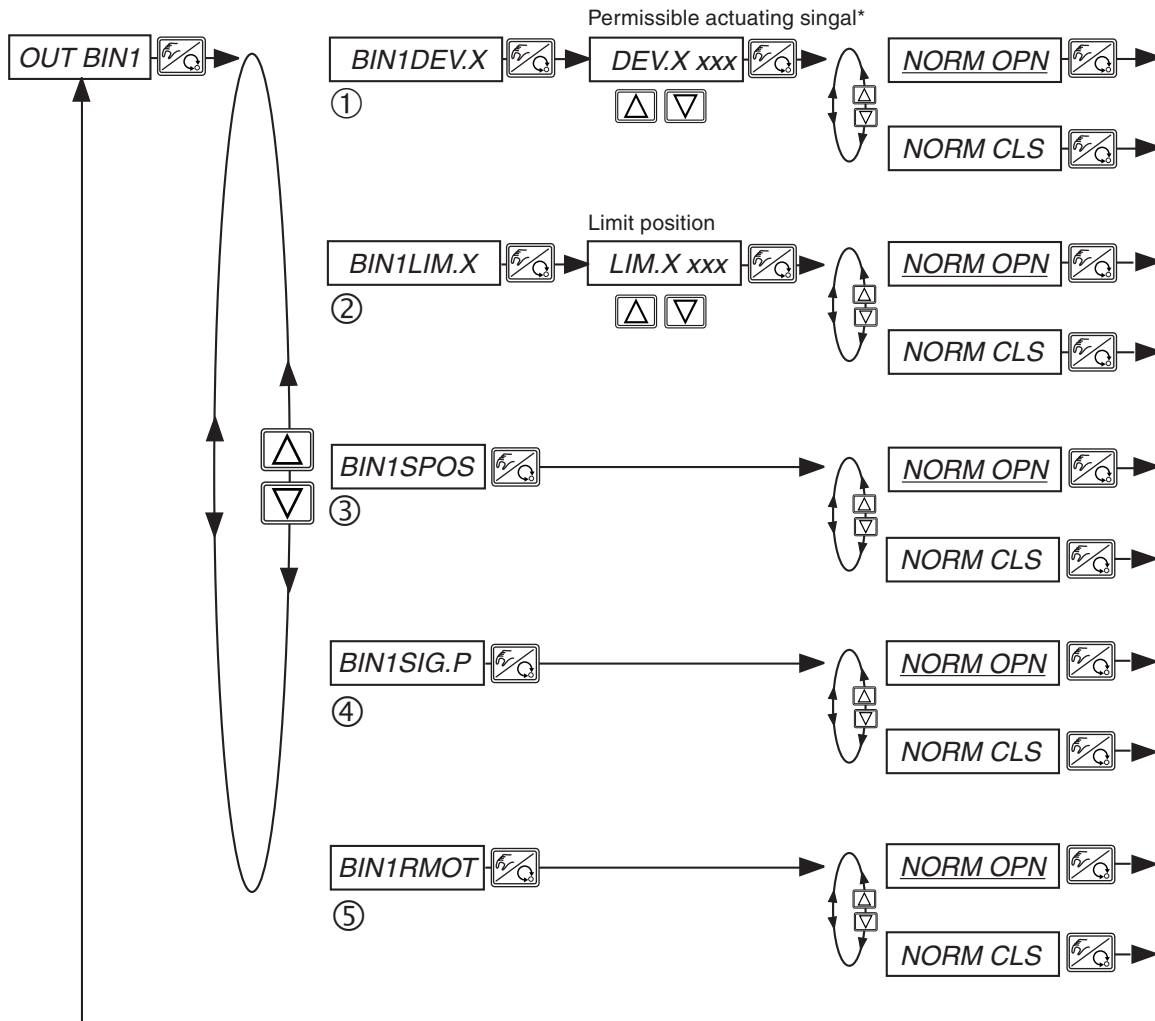 Permissible actuating singal*
OUT BIN1
BIN1DEV.X
DEV.X xxx
NORM OPN
①
NORM CLS
Limit position
BIN1LIM.X
LIM.X xxx
NORM OPN
②
NORM CLS
BIN1SPOS
NORM OPN
③
NORM CLS
BIN1SIG.P
NORM OPN
④
NORM CLS
BIN1RMOT
NORM OPN
⑤
NORM CLS